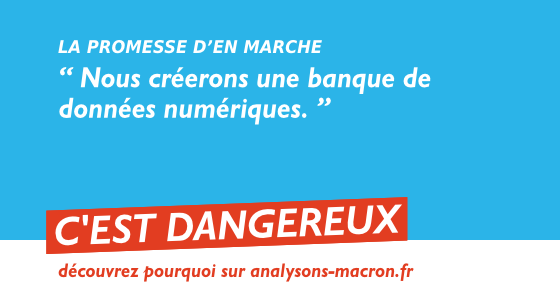 LA PROMESSE D’EN MARCHE
“ Nous créerons une banque de
données numériques. ”
C'EST DANGEREUX
découvrez pourquoi sur analysons-macron.fr